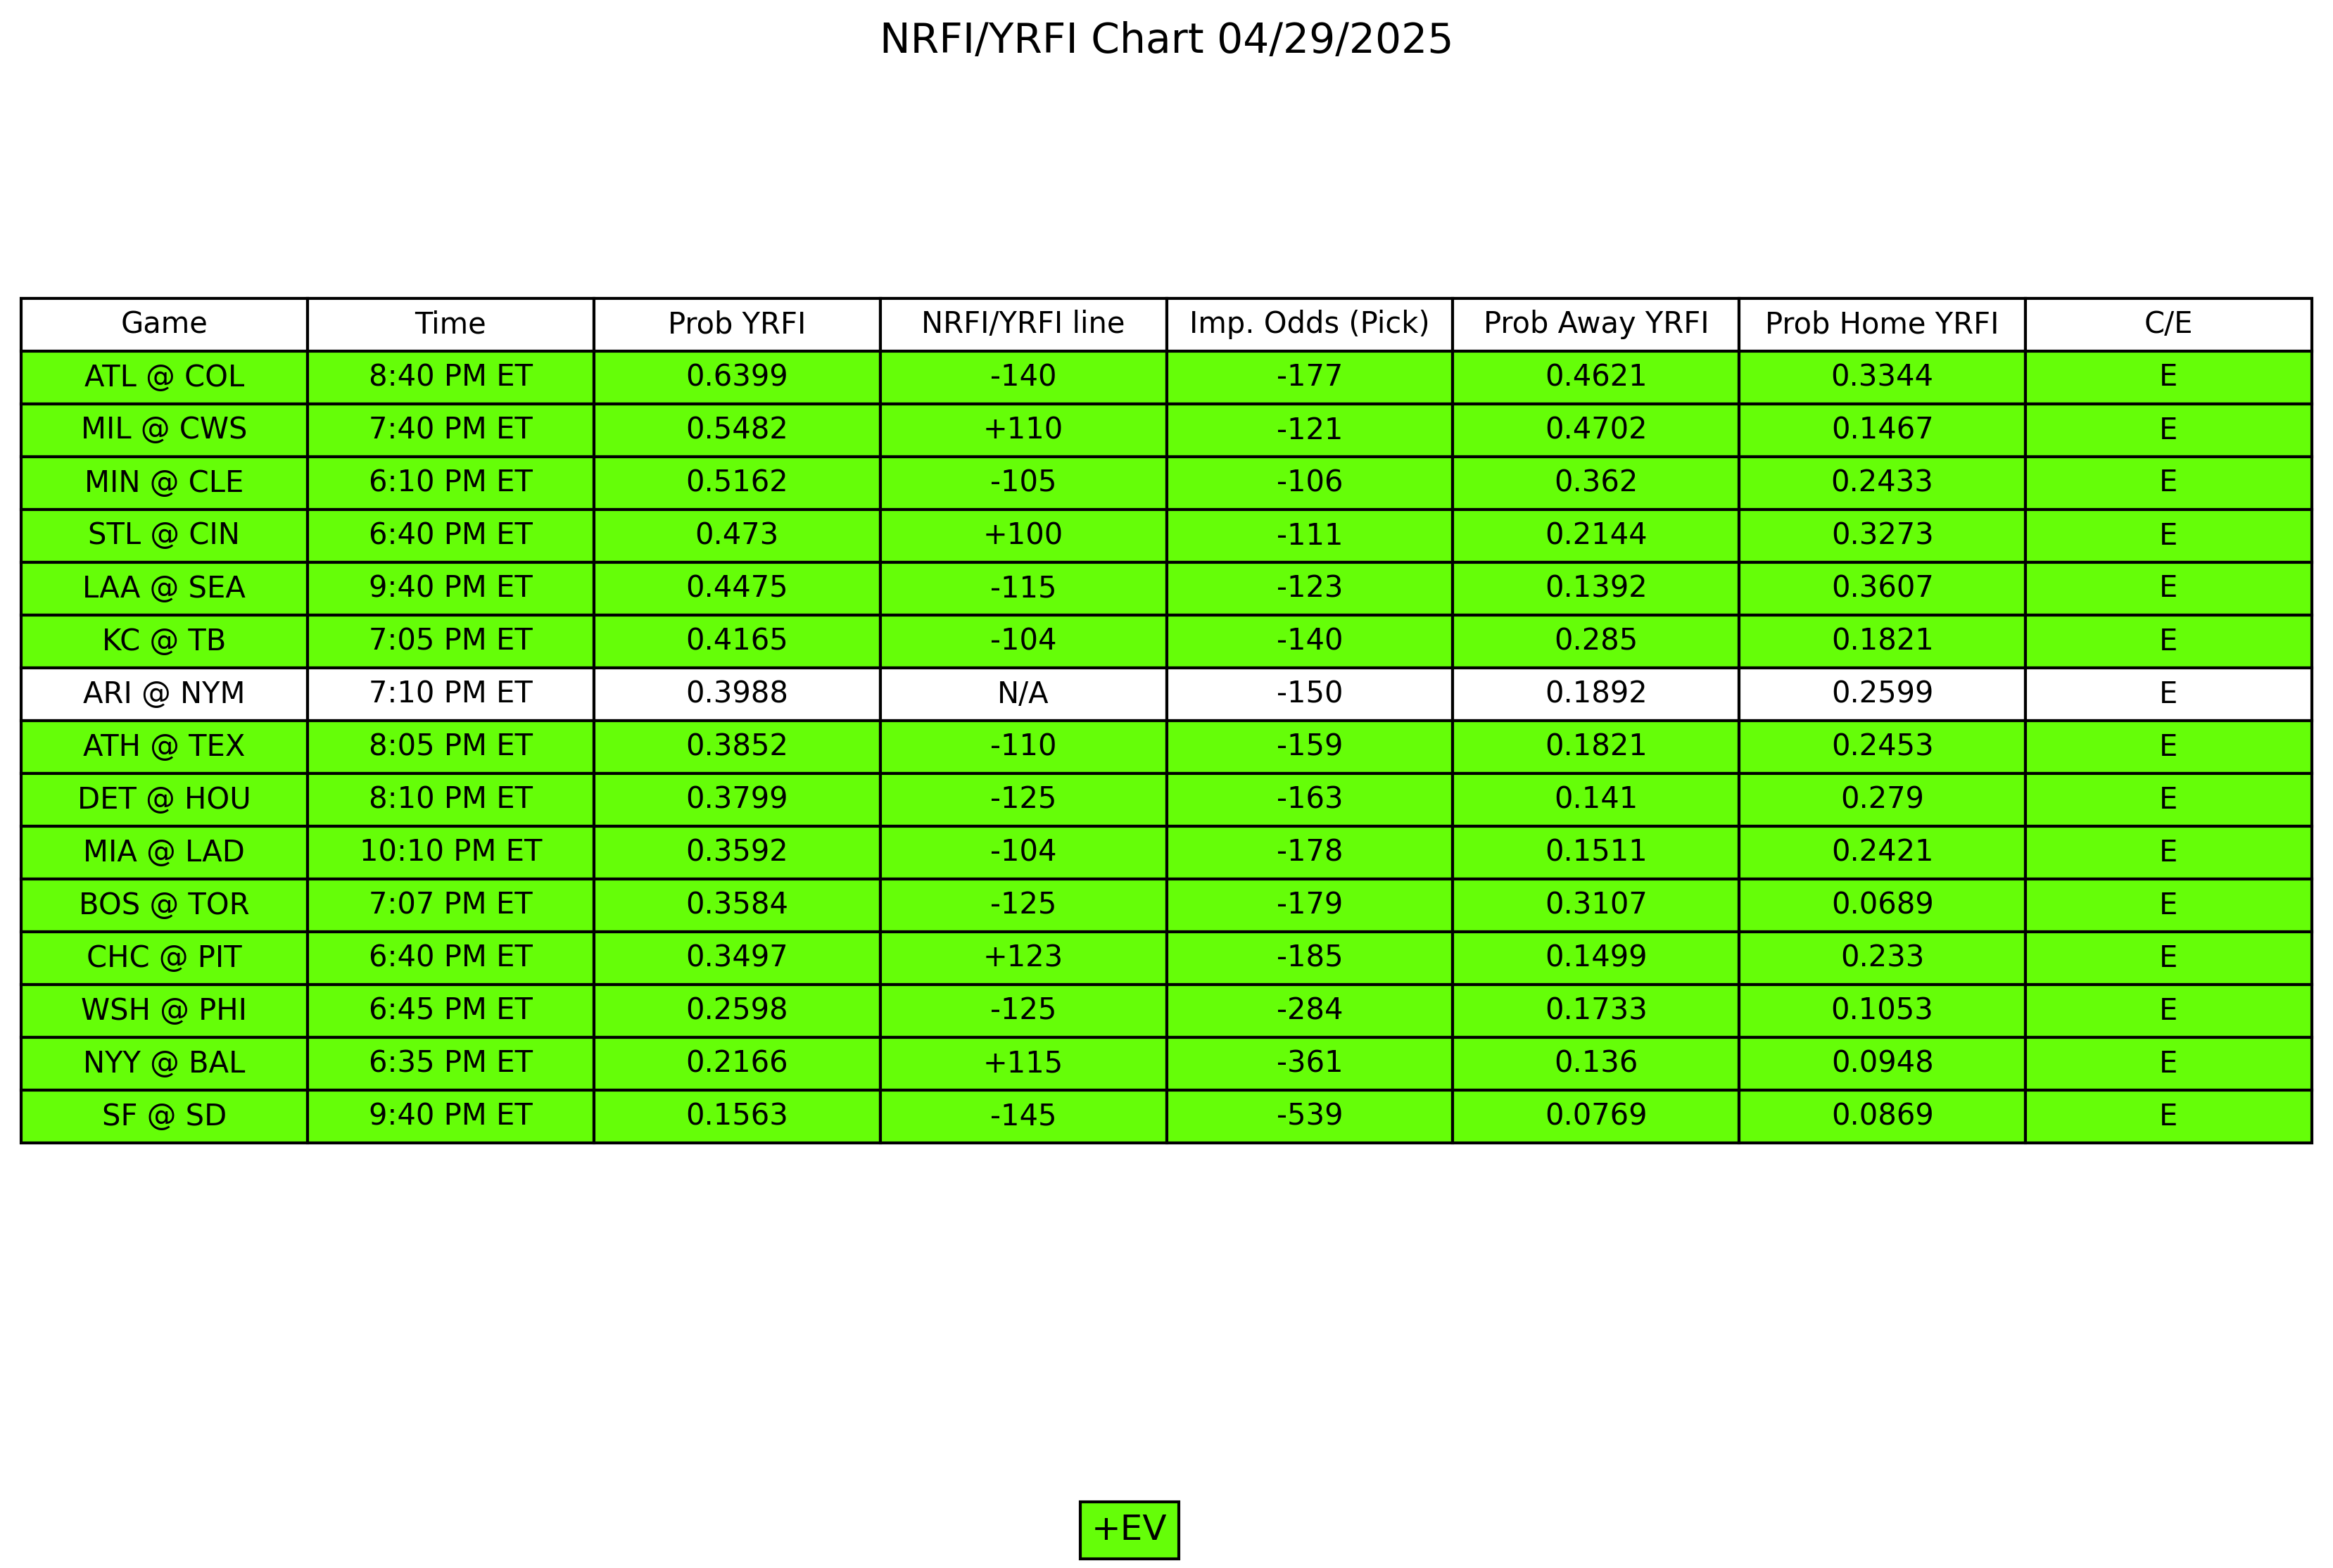 NRFI/YRFI Chart 04/29/2025
Game Time Prob YRFI NRFI/YRFI line Imp. Odds (Pick) Prob Away YRFI Prob Home YRFI C/E
ATL @ COL 8:40 PM ET 0.6399 -140 -177 0.4621 0.3344 E
MIL @ CWS 7:40 PM ET 0.5482 +110 -121 0.4702 0.1467 E
MIN @ CLE 6:10 PM ET 0.5162 -105 -106 0.362 0.2433 E
STL @ CIN 6:40 PM ET 0.473 +100 -111 0.2144 0.3273 E
LAA @ SEA 9:40 PM ET 0.4475 -115 -123 0.1392 0.3607 E
KC @ TB 7:05 PM ET 0.4165 -104 -140 0.285 0.1821 E
ARI @ NYM 7:10 PM ET 0.3988 N/A -150 0.1892 0.2599 E
ATH @ TEX 8:05 PM ET 0.3852 -110 -159 0.1821 0.2453 E
DET @ HOU 8:10 PM ET 0.3799 -125 -163 0.141 0.279 E
MIA @ LAD 10:10 PM ET 0.3592 -104 -178 0.1511 0.2421 E
BOS @ TOR 7:07 PM ET 0.3584 -125 -179 0.3107 0.0689 E
CHC @ PIT 6:40 PM ET 0.3497 +123 -185 0.1499 0.233 E
WSH @ PHI 6:45 PM ET 0.2598 -125 -284 0.1733 0.1053 E
NYY @ BAL 6:35 PM ET 0.2166 +115 -361 0.136 0.0948 E
SF @ SD 9:40 PM ET 0.1563 -145 -539 0.0769 0.0869 E
+EV